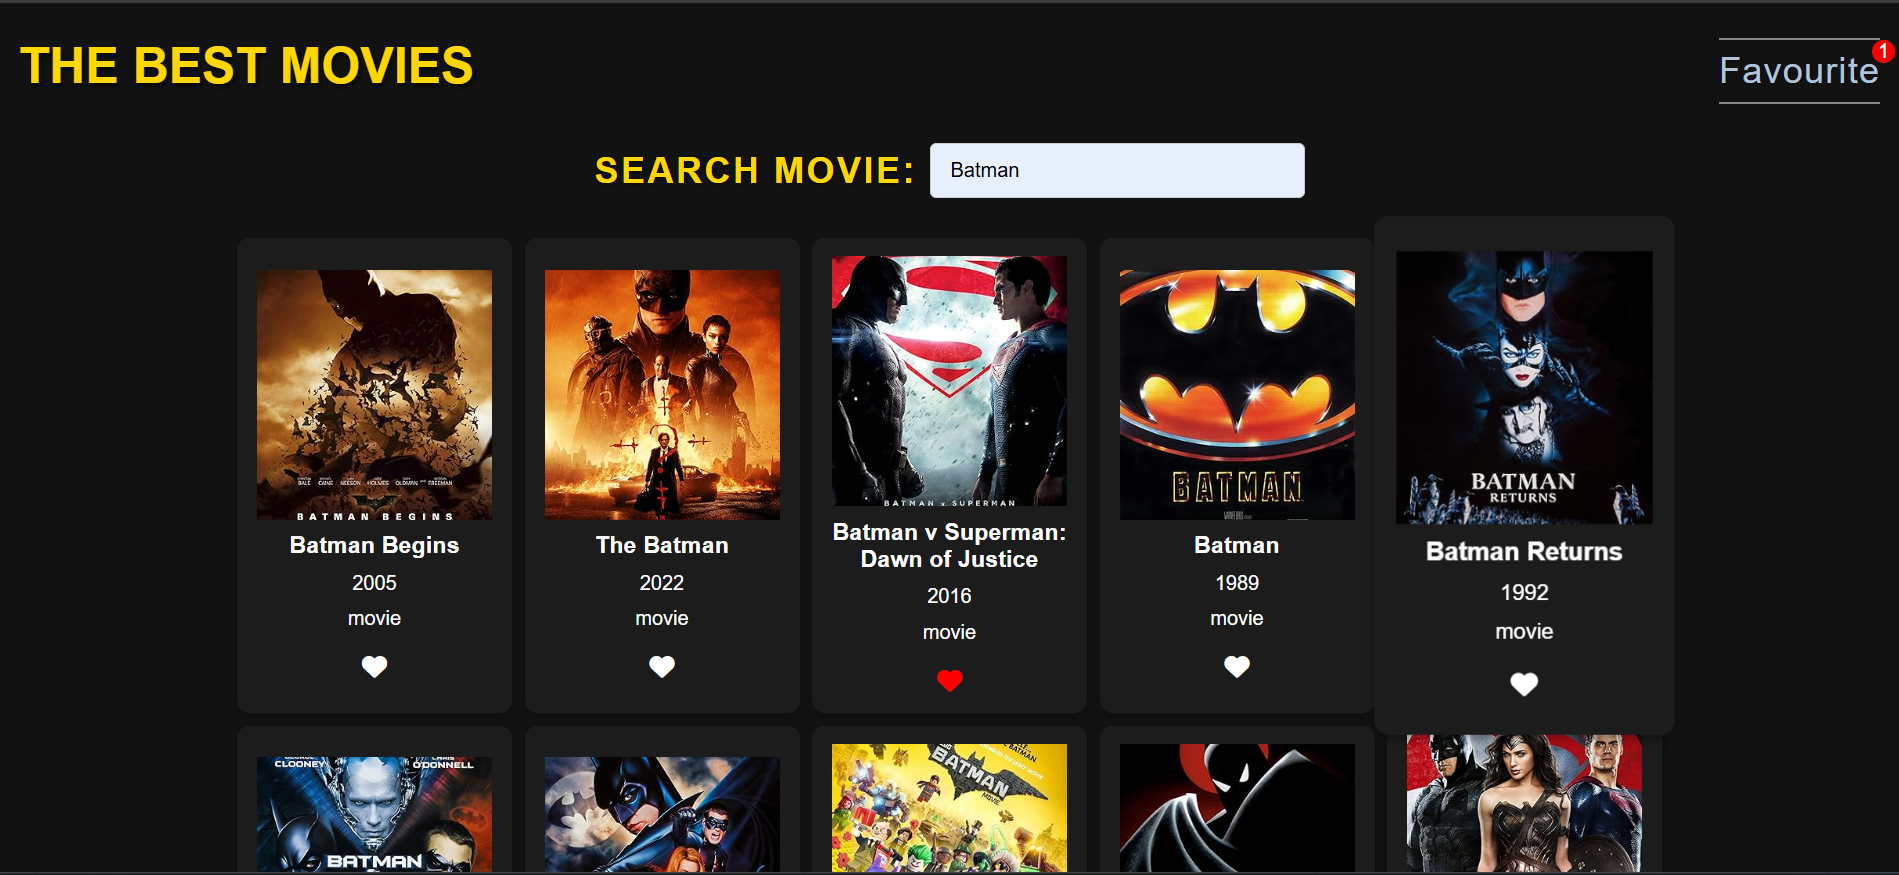 THE BEST MOVIES
Favourite
1
SEARCH MOVIE:
Batman
BATMAN BEGINS
Batman Begins
2005
movie
The Batman
2022
movie
BATMAN v SUPERMAN
Batman v Superman:
Dawn of Justice
2016
movie
BATMAN
Batman
1989
movie
BATMAN
RETURNS
Batman Returns
1992
movie
CLOONEY
O'DONNELL
BATMAN
BATMAN
MOVIE